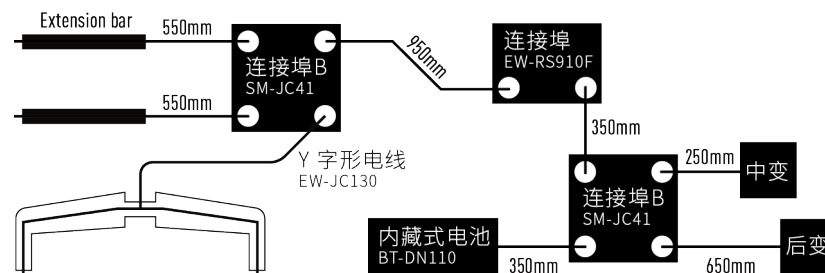 Extension bar
550mm
连接埠B
SM-JC41
550mm
950mm
连接埠
EW-RS910F
350mm
Y 字形电线
EW-JC130
连接埠B
SM-JC41
250mm
中变
内藏式电池
BT-DN110
350mm
650mm
后变